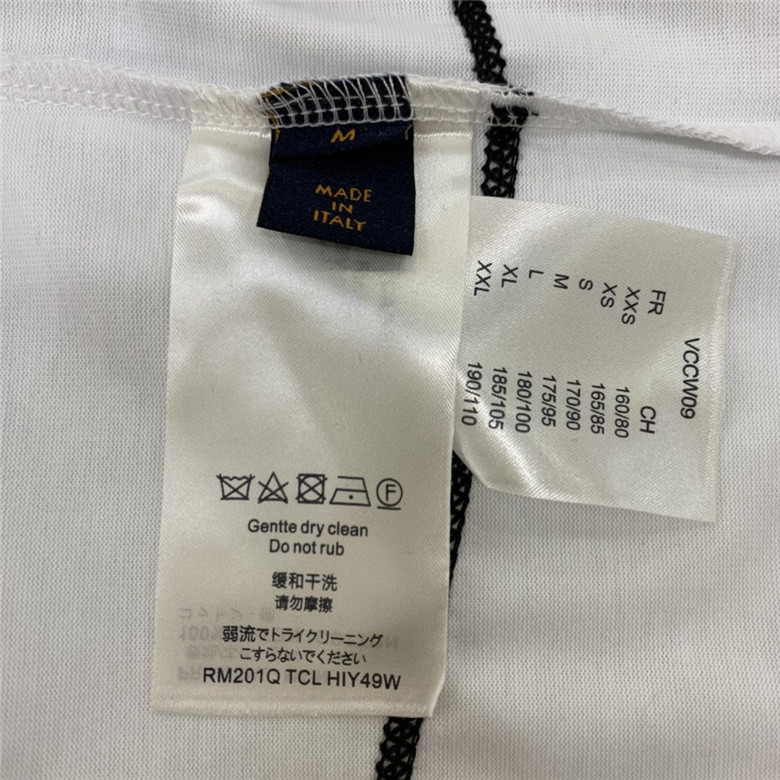 M
MADE
IN
ITALY
Gentte dry clean
Do not rub
缓和干洗
请勿摩擦
弱流でトライクリーニング
こすらないでください
RM201Q TCL HIY49W
VCCW09
FR CH
XXS 160/80
XS 165/85
S 170/90
M 175/95
L 180/100
XL 185/105
XXL 190/110
F